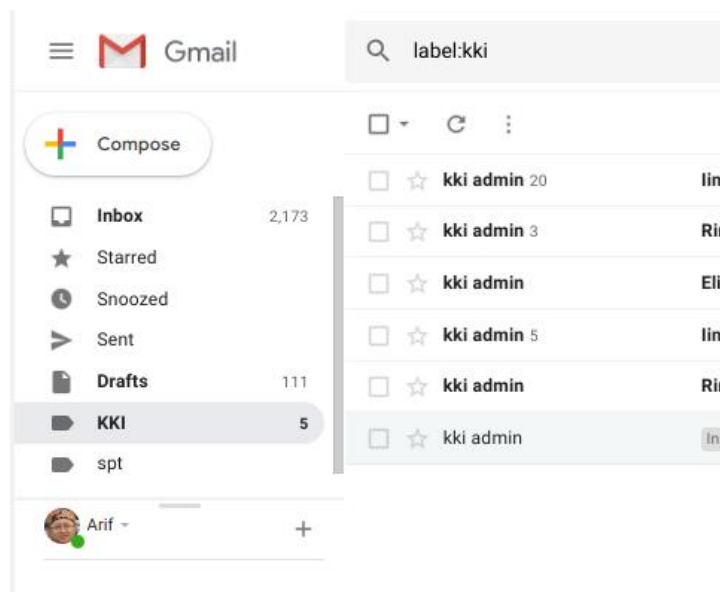 Gmail
label:kki
Compose
Inbox 2,173
Starred
Snoozed
Sent
Drafts 111
KKI 5
spt
Arif
kki admin 20
kki admin 3
kki admin
kki admin 5
kki admin
kki admin